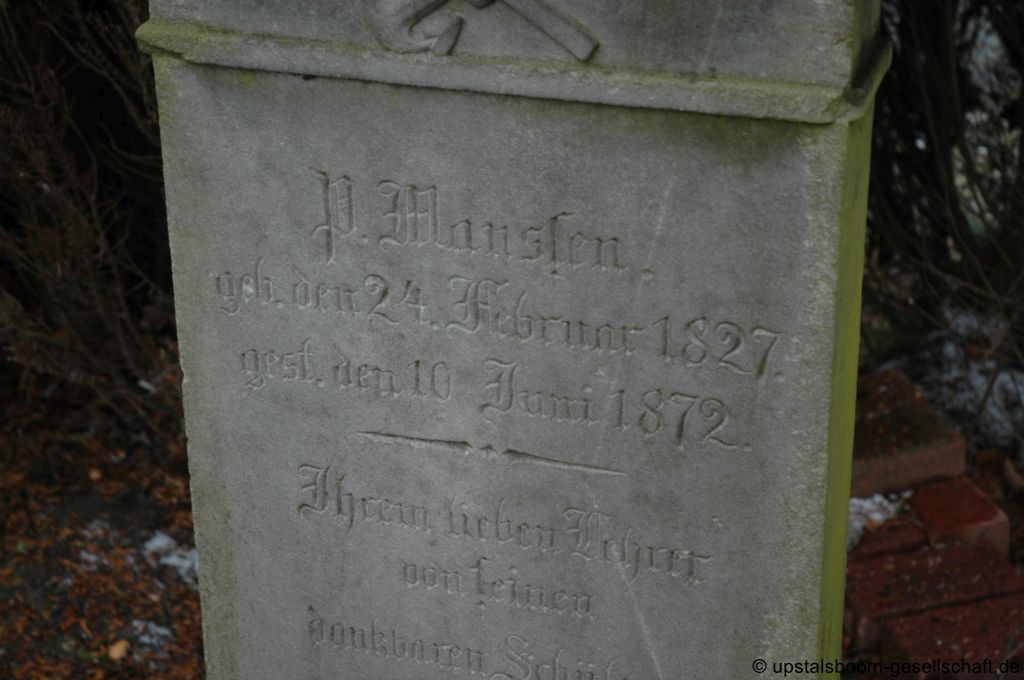 P. Mansſen.
geb. den 24. Februar 1827.
gest. den 10 Juni 1872.
Ihrem lieben Lehrer
von ſeinen
dankbaren
© upstalsboom-gesellschaft.de